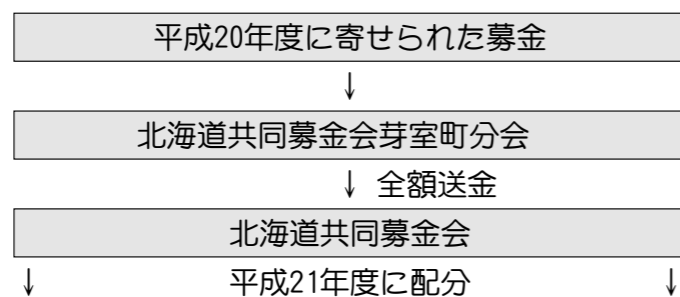 平成20年度に寄せられた募金
↓
北海道共同募金会芽室町分会
↓ 全額送金
北海道共同募金会
↓ 平成21年度に配分 ↓